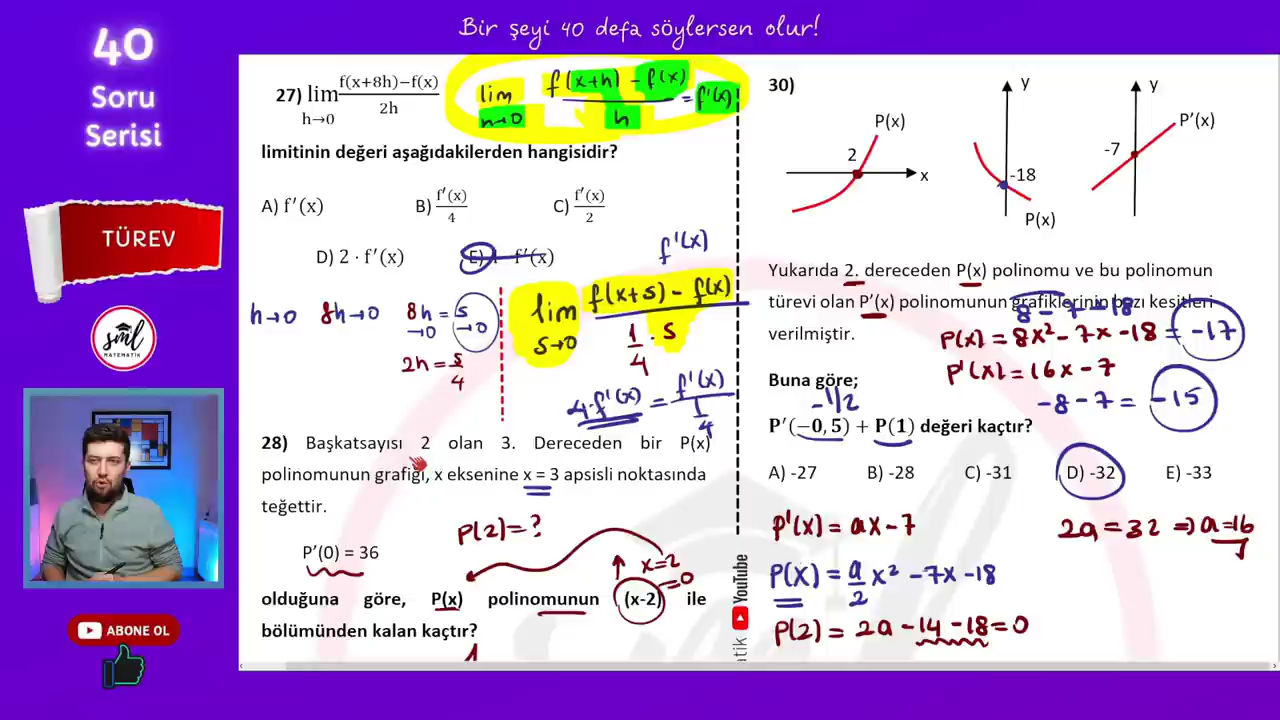 Bir şeyi 40 defa söylersen olur!
40
Soru
Serisi
TÜREV
SML
MATEMATİK
ABONE OL
27) lim h→0 f(x+8h)−f(x) / 2h
lim h→0 f(x+h) - f(x) / h = f'(x)
limitinin değeri aşağıdakilerden hangisidir?
A) f′(x) B) f′(x)/4 C) f′(x)/2
D) 2 · f′(x) E) f′(x)
f'(x)
h→0 8h→0 8h = s
→0 →0
2h = s/4
lim s→0 f(x+s) - f(x) / 1/4 . s
4.f'(x) = f'(x) / 1/4
28) Başkatsayısı 2 olan 3. Dereceden bir P(x)
polinomunun grafiği, x eksenine x = 3 apsisli noktasında
teğettir.
P(2)=?
P′(0) = 36
x=2
=0
olduğuna göre, P(x) polinomunun (x-2) ile
bölümünden kalan kaçtır?
YouTube
30)
P(x)
2
x
y
-18
P(x)
y
-7
P′(x)
Yukarıda 2. dereceden P(x) polinomu ve bu polinomun
türevi olan P′(x) polinomunun grafiklerinin bazı kesitleri
verilmiştir.
8 - 7 - 18
P(x) = 8x² - 7x - 18 = -17
P'(x) = 16x - 7
-8 - 7 = -15
Buna göre;
-1/2
P′(−0, 5) + P(1) değeri kaçtır?
A) -27 B) -28 C) -31 D) -32 E) -33
P'(x) = ax - 7
2a = 32 ⇒ a=16
P(x) = a/2 x² - 7x - 18
P(2) = 2a - 14 - 18 = 0